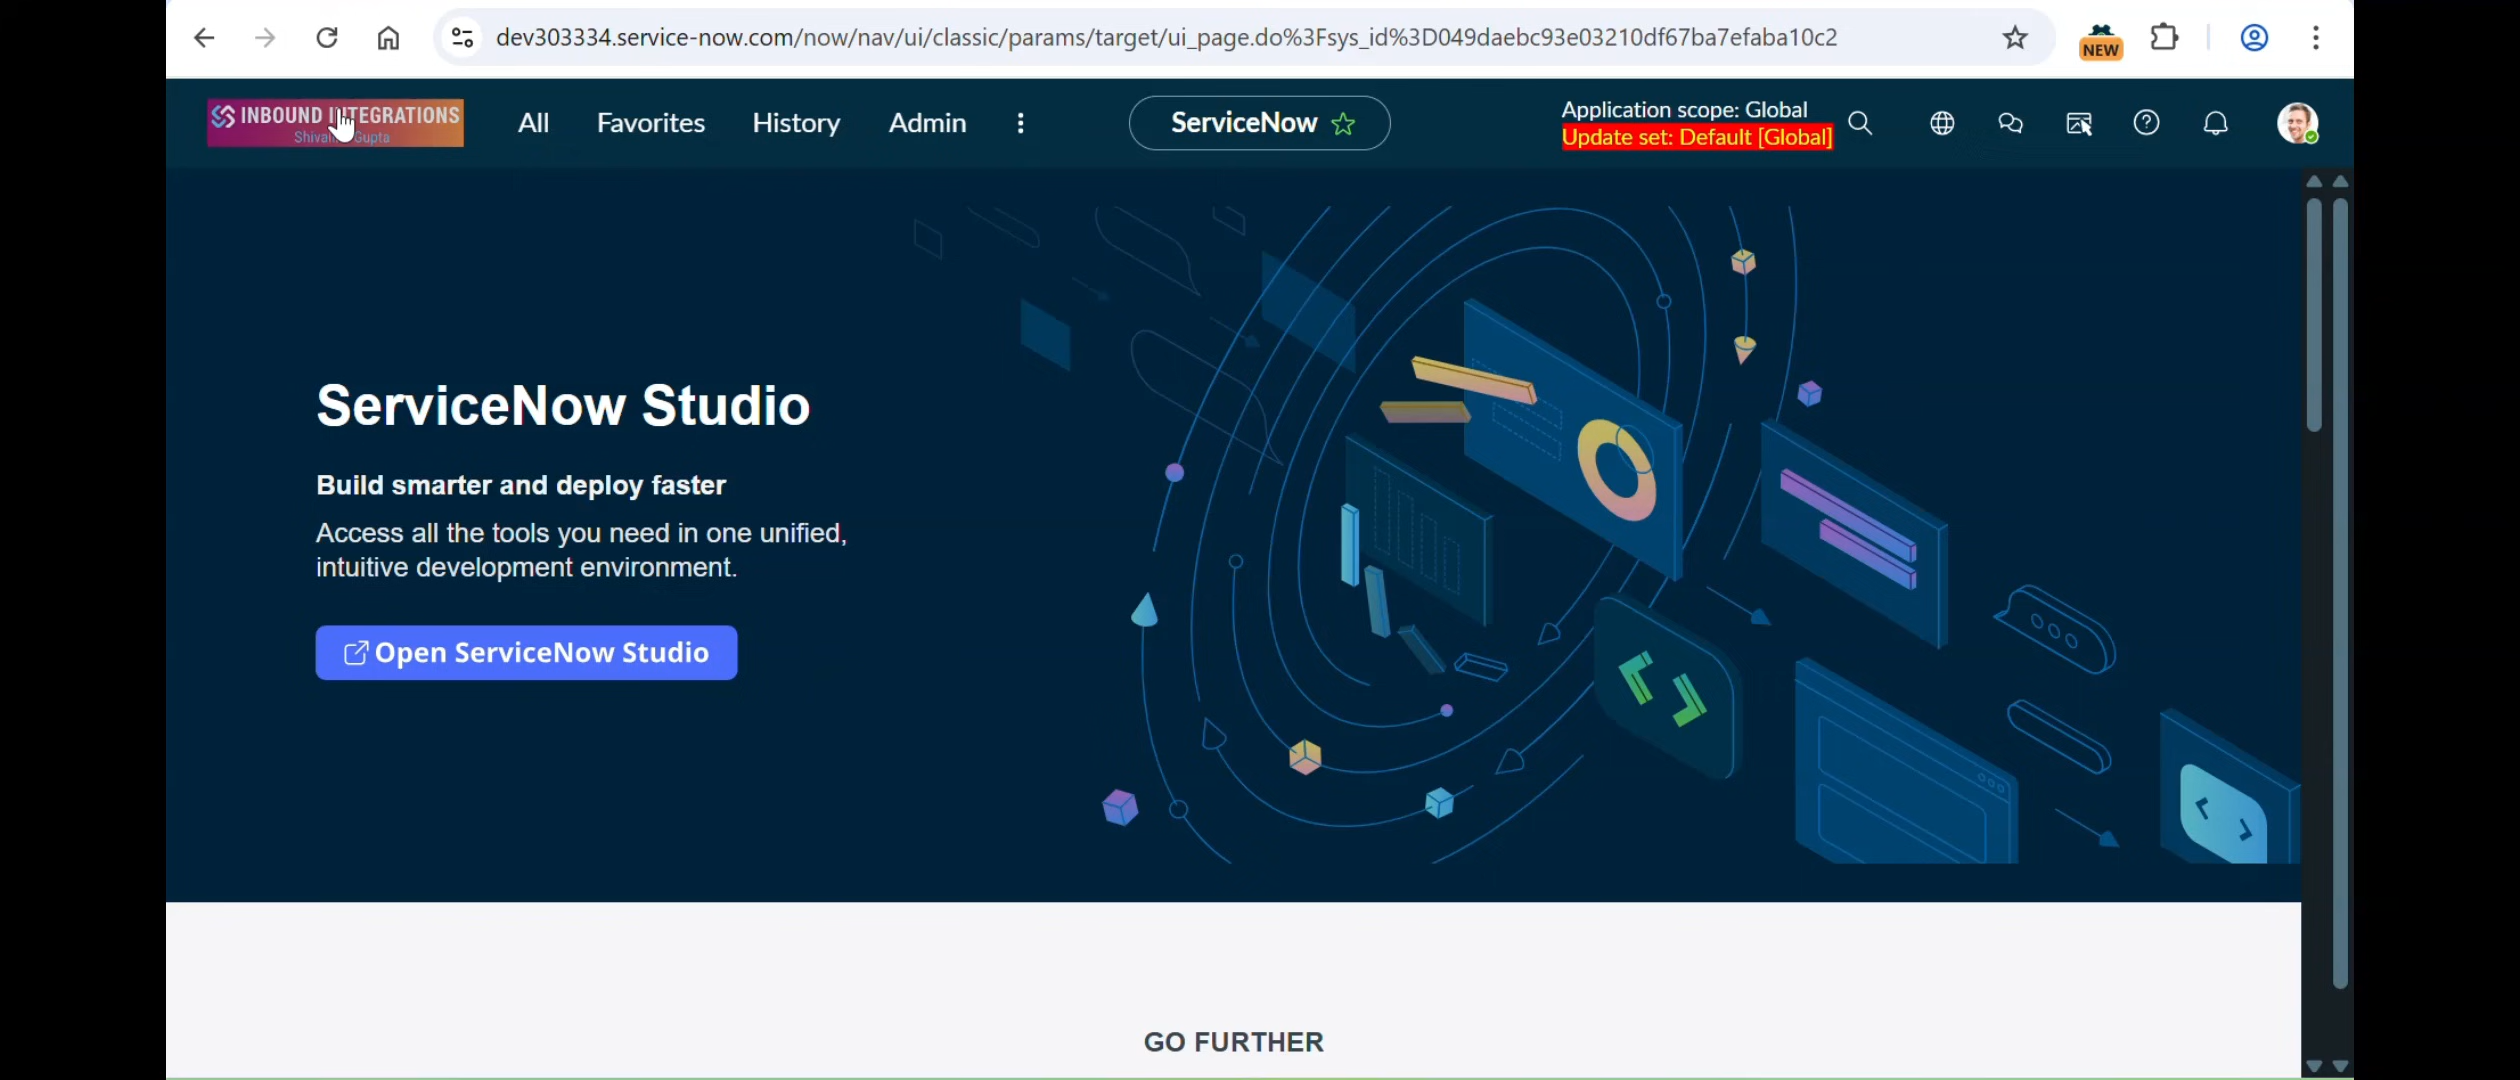 dev303334.service-now.com/now/nav/ui/classic/params/target/ui_page.do%3Fsys_id%3D049daebc93e03210df67ba7efaba10c2
NEW
INBOUND INTEGRATIONS
Gupta
All
Favorites
History
Admin
ServiceNow
Application scope: Global
Update set: Default [Global]
ServiceNow Studio
Build smarter and deploy faster
Access all the tools you need in one unified,
intuitive development environment.
Open ServiceNow Studio
GO FURTHER